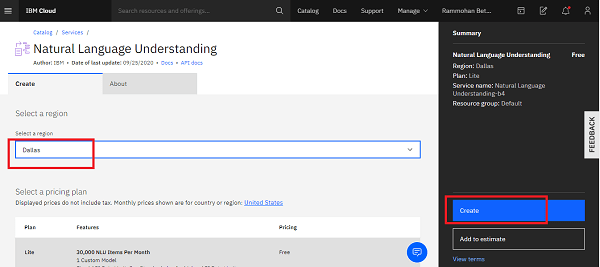 IBM Cloud
Search resources and offerings...
Catalog Docs Support Manage Rammohan Bet...
Catalog / Services /
Natural Language Understanding
Author: IBM • Date of last update: 09/25/2020 • Docs • API docs
Create About
Select a region
Select a region
Dallas
Select a pricing plan
Displayed prices do not include tax. Monthly prices shown are for country or region: United States
Plan Features Pricing
Lite 30,000 NLU Items Per Month Free
1 Custom Model
Summary
Natural Language Understanding Free
Region: Dallas
Plan: Lite
Service name: Natural Language
Understanding-b4
Resource group: Default
FEEDBACK
Create
Add to estimate
View terms